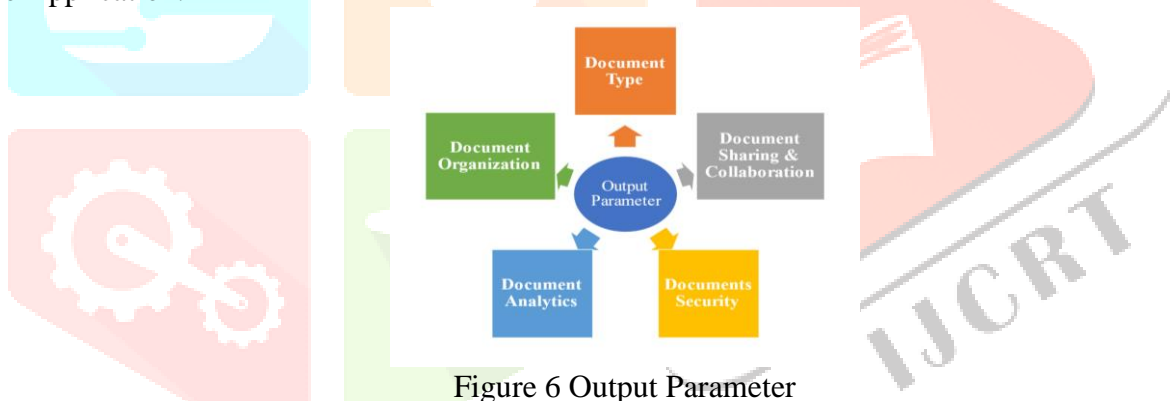 Document
Type
Document
Organization
Document
Sharing &
Collaboration
Output
Parameter
Document
Analytics
Documents
Security
IJCRT
Figure 6 Output Parameter